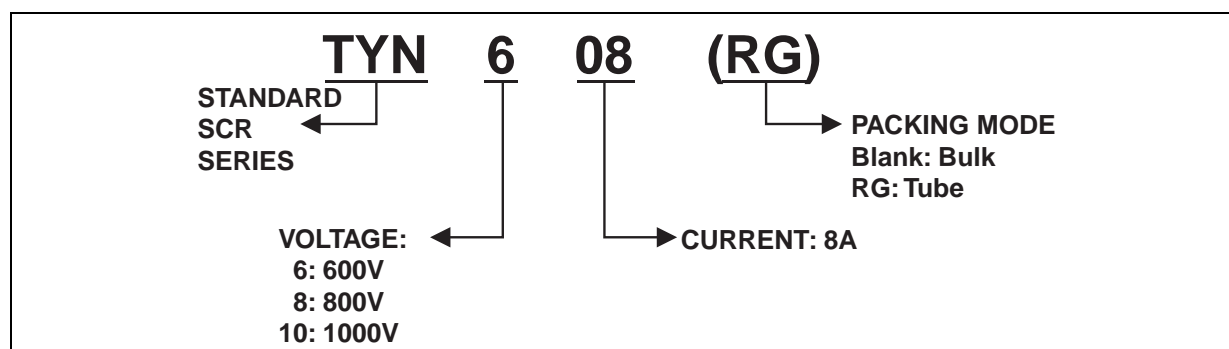 TYN 6 08 (RG)
STANDARD
SCR
SERIES
PACKING MODE
Blank: Bulk
RG: Tube
VOLTAGE:
6: 600V
8: 800V
10: 1000V
CURRENT: 8A